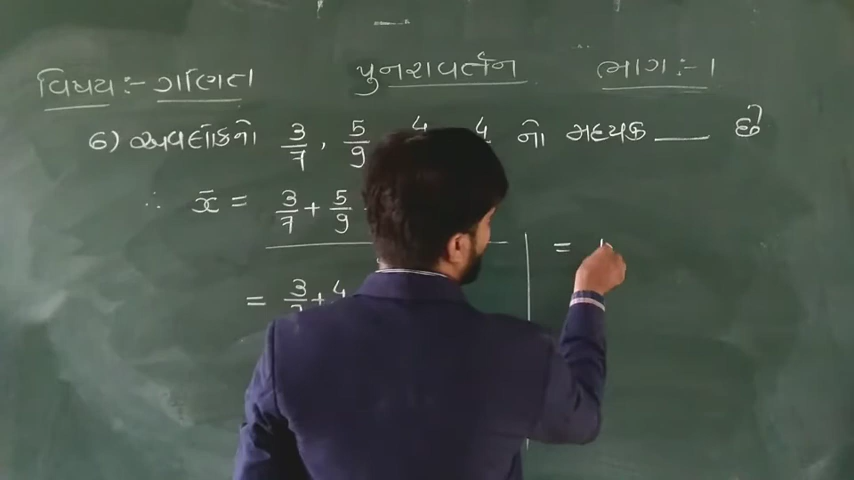 વિષય:- ગણિત પુનરાવર્તન ભાગ:-1
6) અવલોકનો 3/7, 5/9 4 4 નો મધ્યક ___ છે
∴ x̄ = 3/7 + 5/9
= 3/7 + 4
=